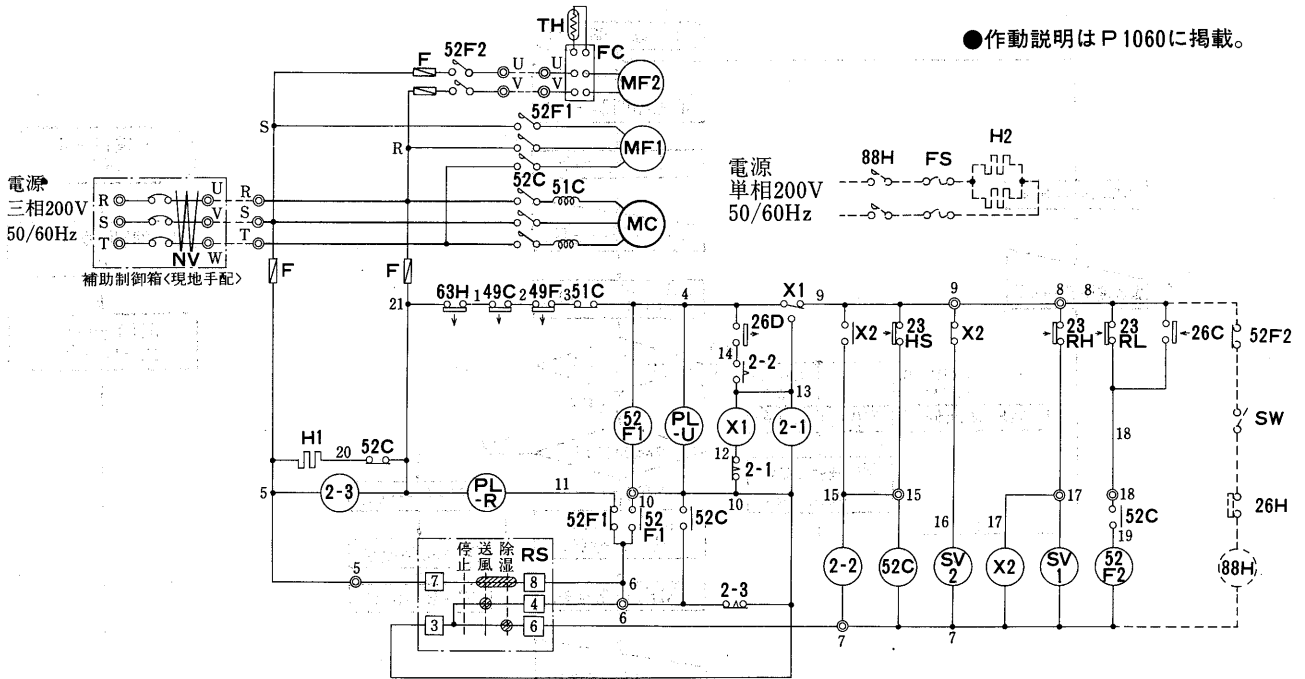 ●作動説明はP1060に掲載。
TH
FC
F 52F2 U U
V V
MF2
52F1
S
MF1
R
電源
単相200V
50/60Hz
88H FS H2
電源
三相200V
50/60Hz
R U R
S V S
T W T
NV
補助制御箱〈現地手配〉
52C 51C
MC
F F
21 63H 1 49C 2 49F 3 51C 4 X1 9 9 8 8
26D
14
2-2
13
X2
23
HS
X2
23
RH
23
RL
26C
52F2
52
F1
PL
-U
X1
2-1
12
2-1
SW
H1 20 52C
18
5
2-3
PL
-R
11
10 10
15 15
17
18
26H
52F1
52
F1
52C
16
17
52C
19
停止
送風
除湿
RS
5
7 8
6
4
6
3 6
2-3
2-2
52C
SV
2
X2
SV
1
52
F2
88H
7 7